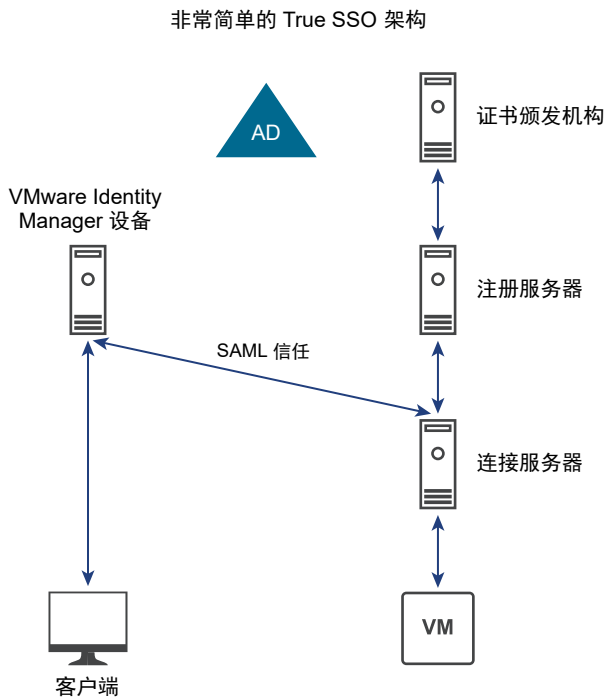 非常简单的 True SSO 架构
AD
证书颁发机构
VMware Identity
Manager 设备
注册服务器
SAML 信任
连接服务器
VM
客户端